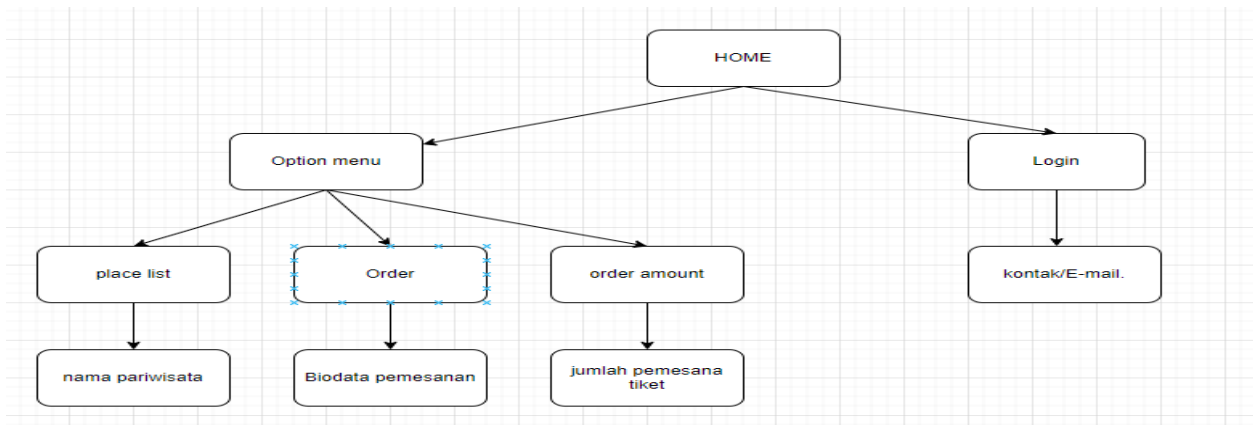 HOME
Option menu
Login
place list
Order
order amount
kontak/E-mail.
nama pariwisata
Biodata pemesanan
jumlah pemesana
tiket